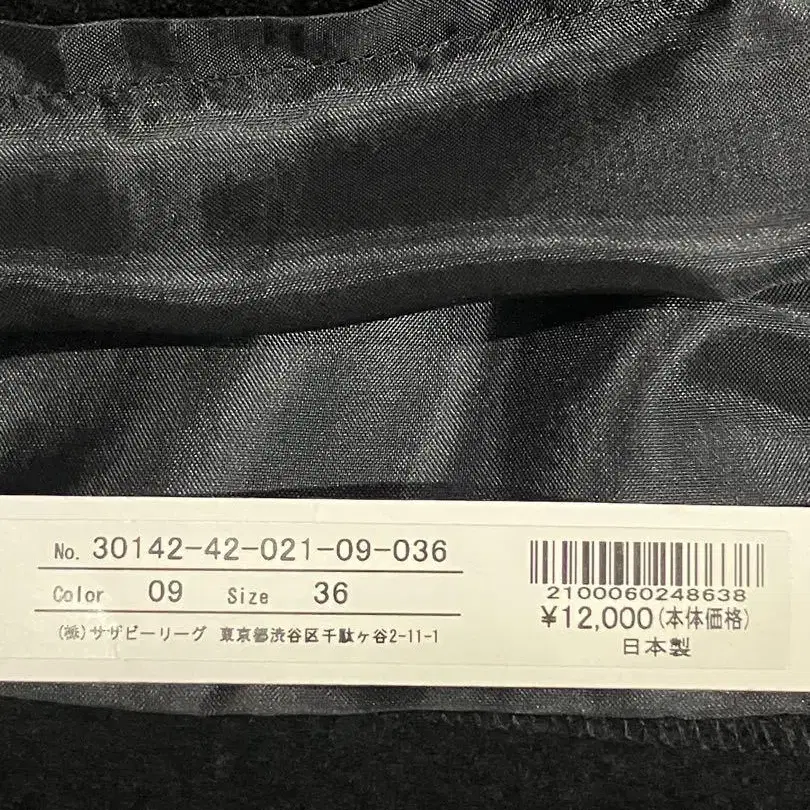 No. 30142-42-021-09-036
Color 09 Size 36
(株)サザビーリーグ 東京都渋谷区千駄ヶ谷2-11-1
2100060248638
¥12,000(本体価格)
日本製